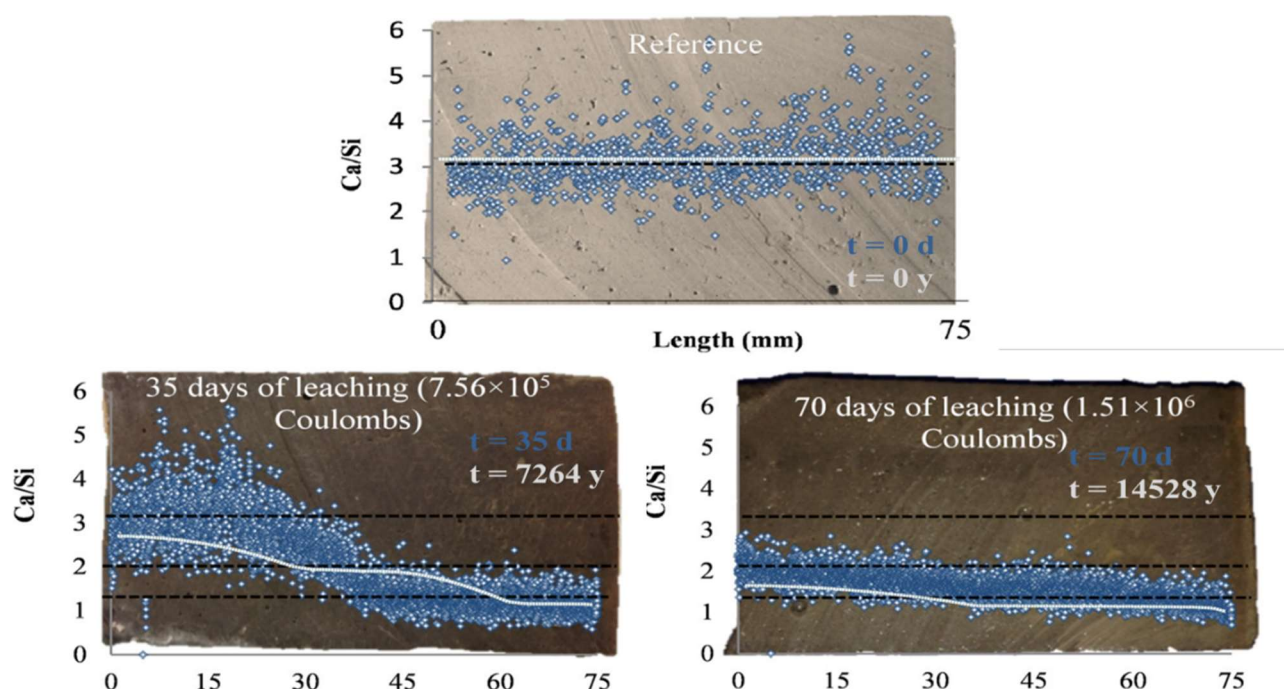 6
Reference
5
4
Ca/Si
3
2
t = 0 d
1
t = 0 y
0
0
Length (mm)
75
6
35 days of leaching (7.56×10⁵
Coulombs)
5
t = 35 d
4
t = 7264 y
Ca/Si
3
2
1
0
0
15
30
45
60
75
6
70 days of leaching (1.51×10⁶
Coulombs)
5
t = 70 d
4
t = 14528 y
Ca/Si
3
2
1
0
0
15
30
45
60
75